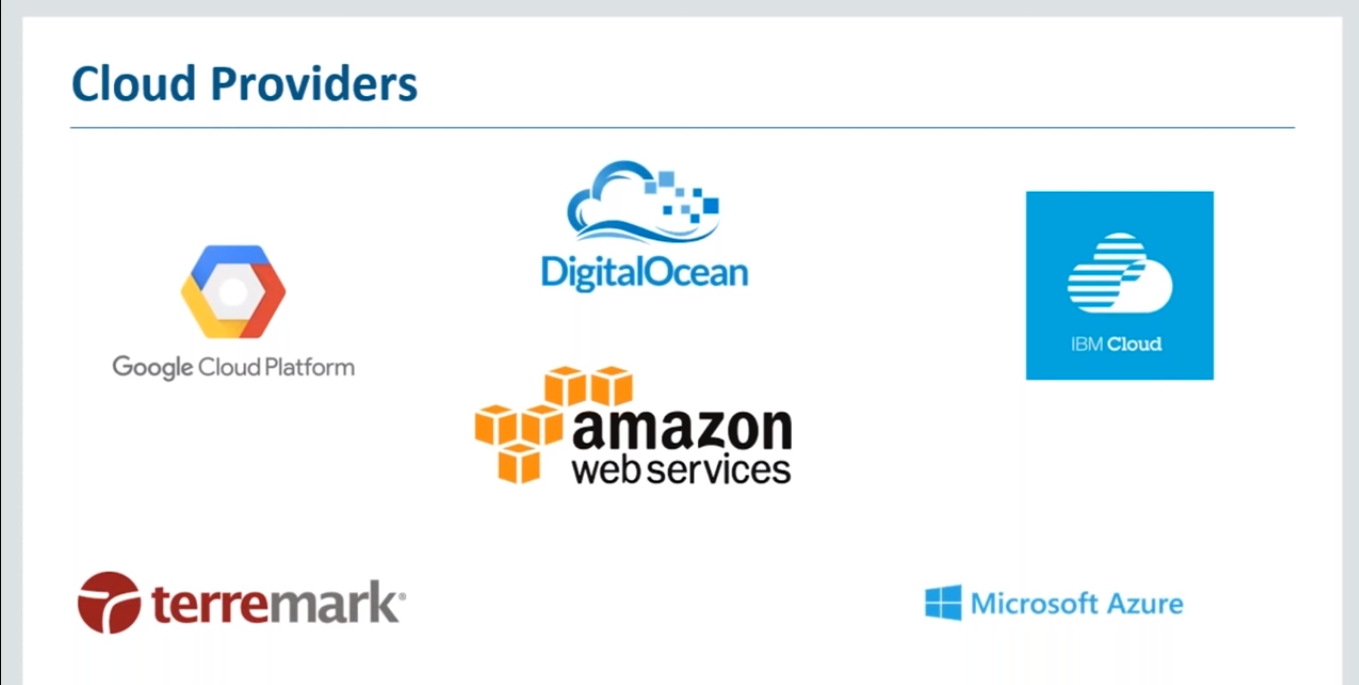 Cloud Providers
DigitalOcean
Google Cloud Platform
IBM Cloud
amazon
web services
terremark®
Microsoft Azure